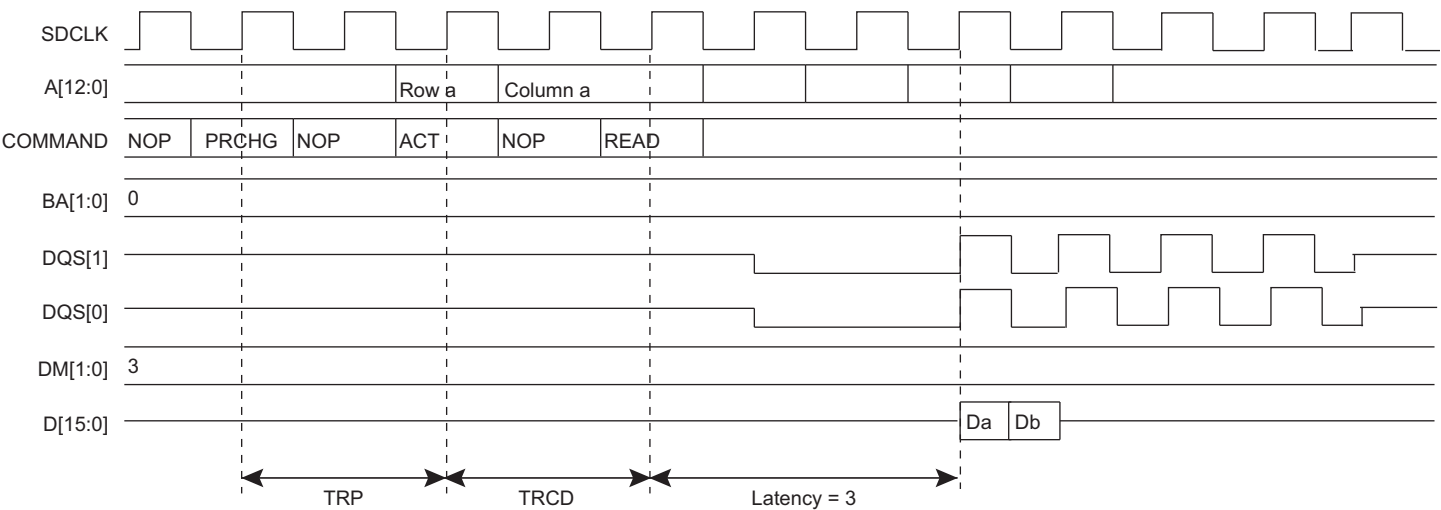 SDCLK
A[12:0] Row a Column a
COMMAND NOP PRCHG NOP ACT NOP READ
BA[1:0] 0
DQS[1]
DQS[0]
DM[1:0] 3
D[15:0] Da Db
TRP TRCD Latency = 3